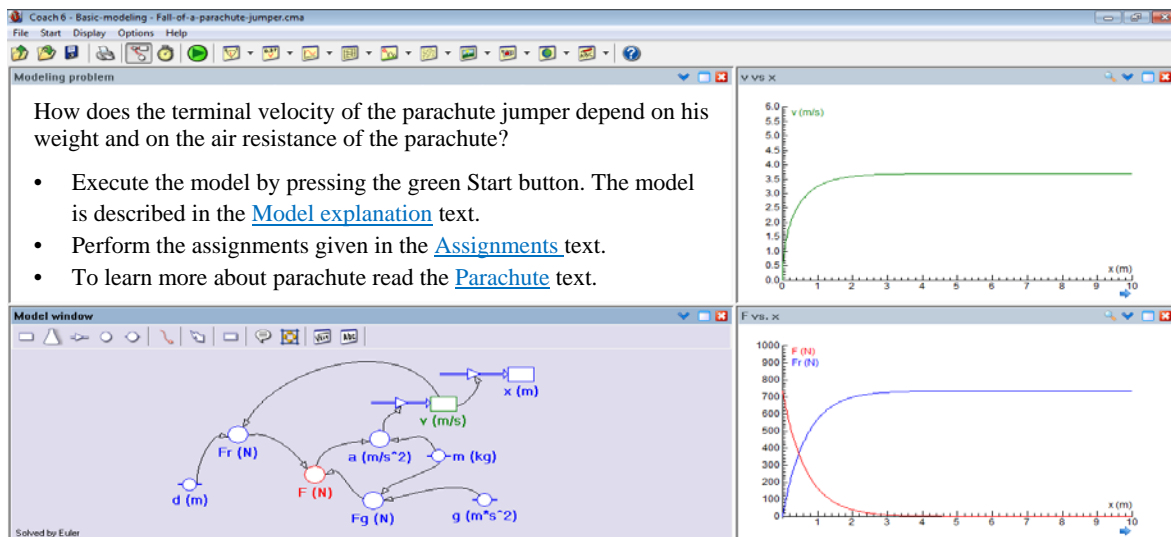 Coach 6 - Basic-modeling - Fall-of-a-parachute-jumper.cma
File Start Display Options Help
Modeling problem
How does the terminal velocity of the parachute jumper depend on his
weight and on the air resistance of the parachute?
• Execute the model by pressing the green Start button. The model
is described in the Model explanation text.
• Perform the assignments given in the Assignments text.
• To learn more about parachute read the Parachute text.
v vs x
v (m/s)
6.0
5.5
5.0
4.5
4.0
3.5
3.0
2.5
2.0
1.5
1.0
0.5
0.0
x (m)
0 1 2 3 4 5 6 7 8 9 10
Model window
Text Abc
x (m)
v (m/s)
Fr (N)
a (m/s^2)
m (kg)
d (m)
F (N)
Fg (N)
g (m*s^2)
Solved by Euler
F vs. x
F (N)
Fr (N)
1000
900
800
700
600
500
400
300
200
100
0
x (m)
0 1 2 3 4 5 6 7 8 9 10